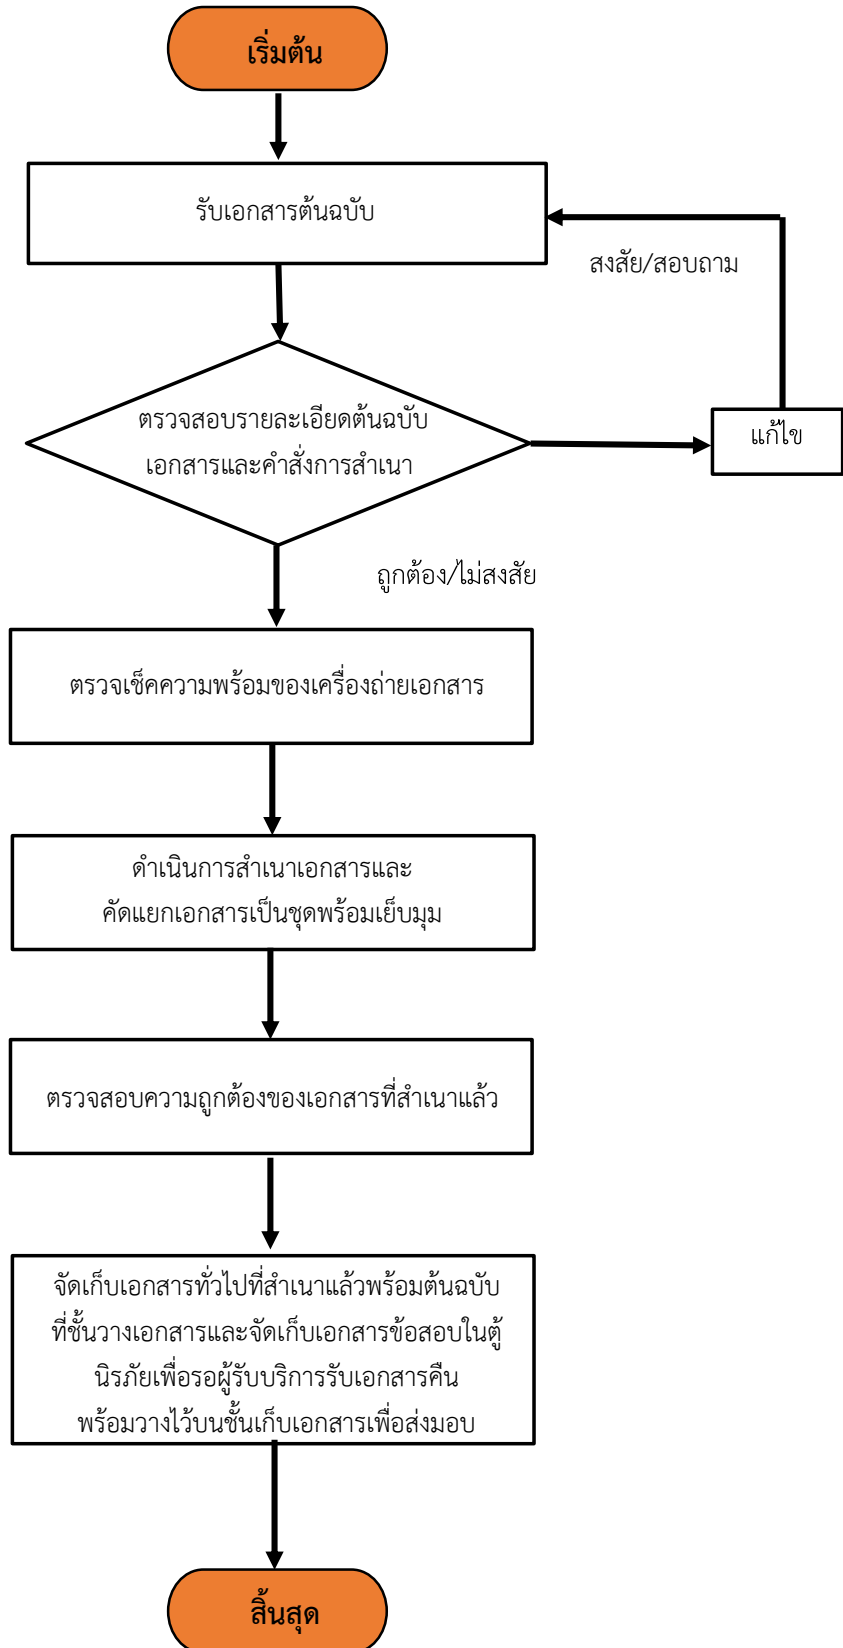 เริ่มต้น
รับเอกสารต้นฉบับ
สงสัย/สอบถาม
ตรวจสอบรายละเอียดต้นฉบับ
เอกสารและคำสั่งการสำเนา
แก้ไข
ถูกต้อง/ไม่สงสัย
ตรวจเช็คความพร้อมของเครื่องถ่ายเอกสาร
ดำเนินการสำเนาเอกสารและ
คัดแยกเอกสารเป็นชุดพร้อมเย็บมุม
ตรวจสอบความถูกต้องของเอกสารที่สำเนาแล้ว
จัดเก็บเอกสารทั่วไปที่สำเนาแล้วพร้อมต้นฉบับ
ที่ชั้นวางเอกสารและจัดเก็บเอกสารข้อสอบในตู้
นิรภัยเพื่อรอผู้รับบริการรับเอกสารคืน
พร้อมวางไว้บนชั้นเก็บเอกสารเพื่อส่งมอบ
สิ้นสุด